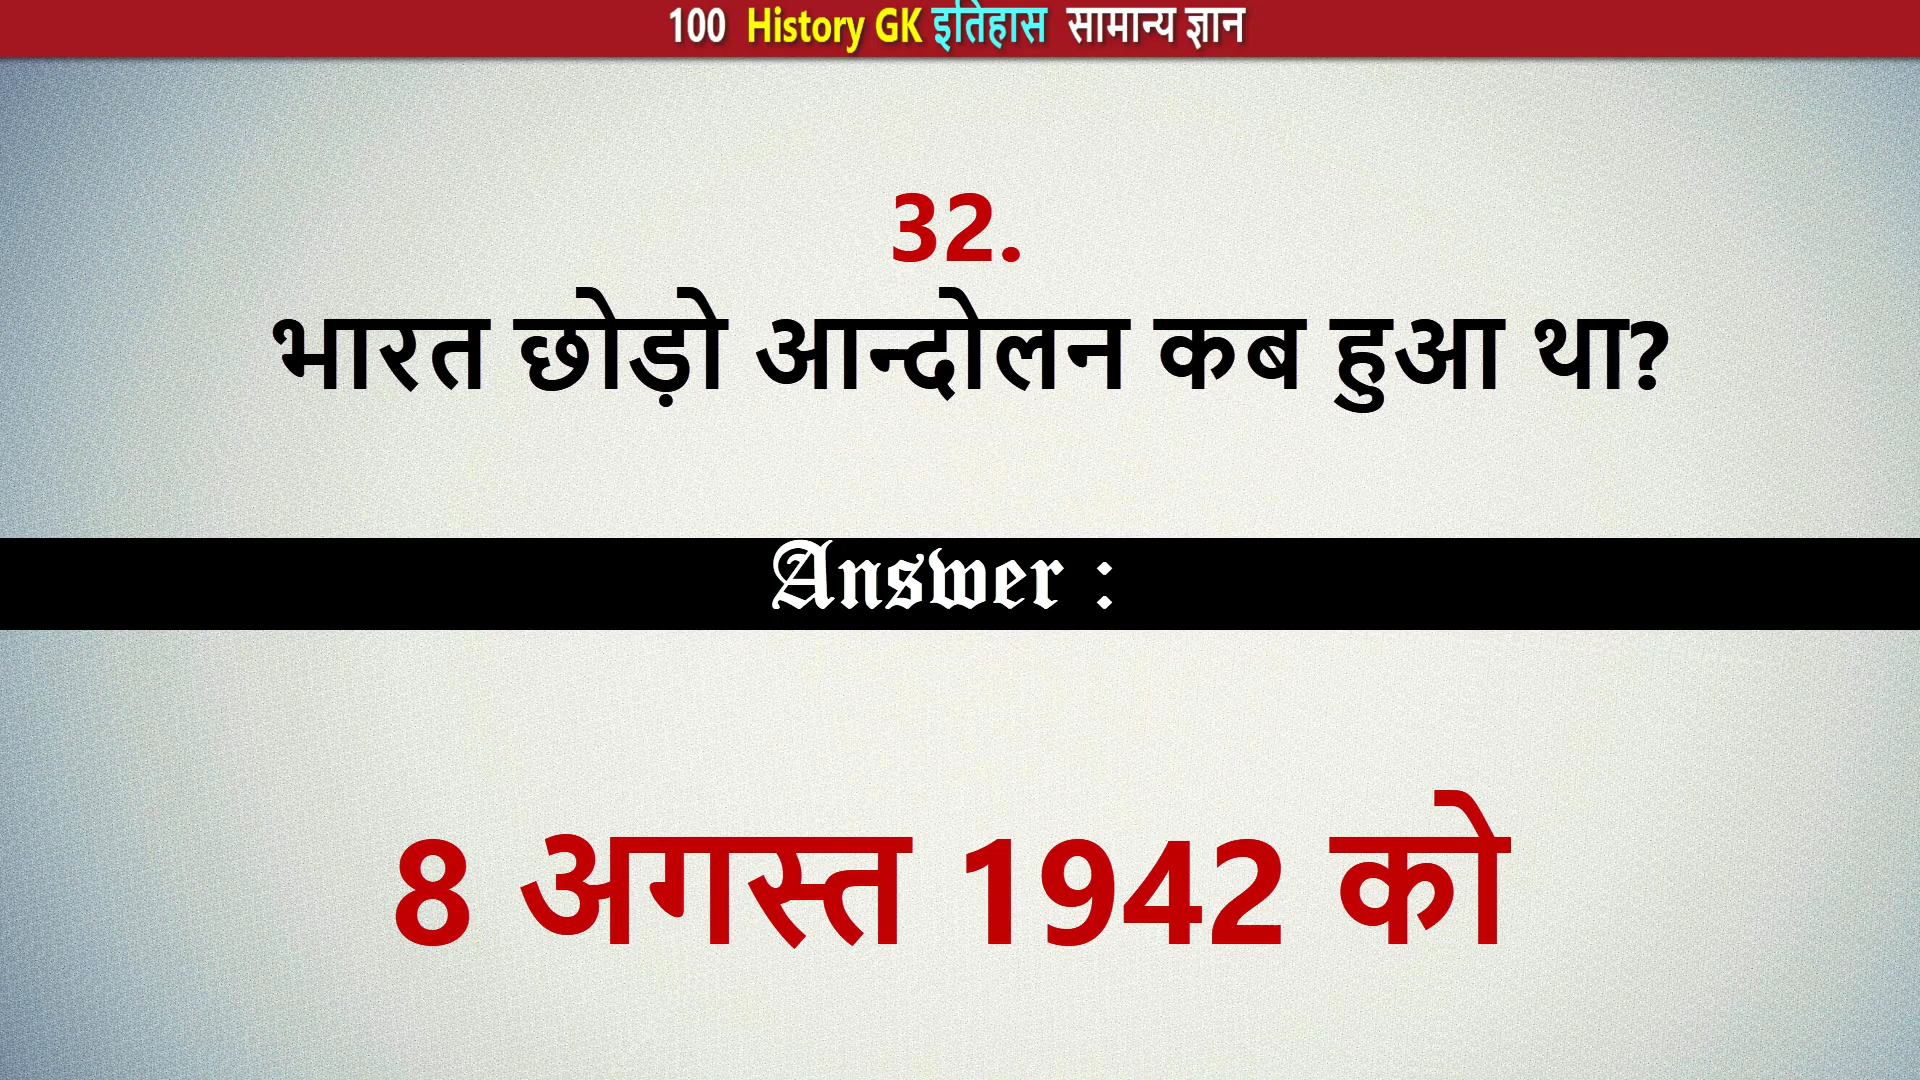 100 History GK इतिहास सामान्य ज्ञान
32.
भारत छोड़ो आन्दोलन कब हुआ था?
Answer :
8 अगस्त 1942 को